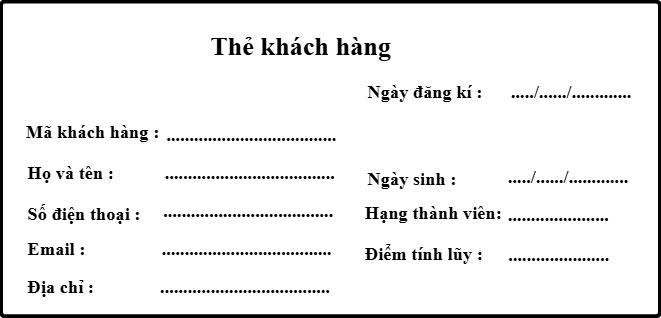 Thẻ khách hàng
Ngày đăng kí : ...../....../.............
Mã khách hàng : .....................................
Họ và tên : .....................................
Ngày sinh : ...../....../.............
Số điện thoại : .....................................
Hạng thành viên: ......................
Email : .....................................
Điểm tính lũy : ......................
Địa chỉ : .....................................